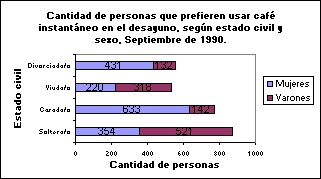 Cantidad de personas que prefieren usar café
instantáneo en el desayuno, según estado civil y
sexo, Septiembre de 1990.
Estado civil
Divorciado/a
431 132
Viudo/a
220 318
Casado/a
633 142
Soltero/a
354 521
0 200 400 600 800 1000
Cantidad de personas
Mujeres
Varones